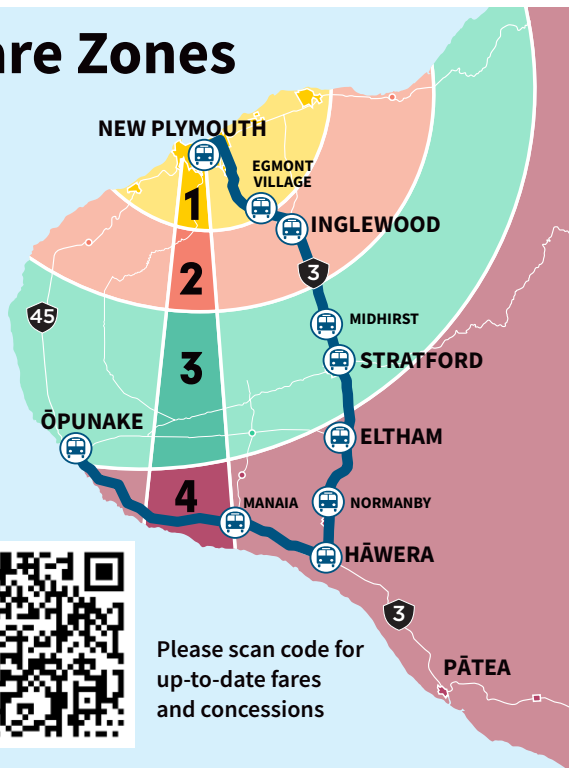 are Zones
NEW PLYMOUTH
EGMONT
VILLAGE
1
INGLEWOOD
2
3
45
MIDHIRST
3
STRATFORD
ŌPUNAKE
ELTHAM
4
MANAIA
NORMANBY
HĀWERA
3
Please scan code for
up-to-date fares
and concessions
PĀTEA